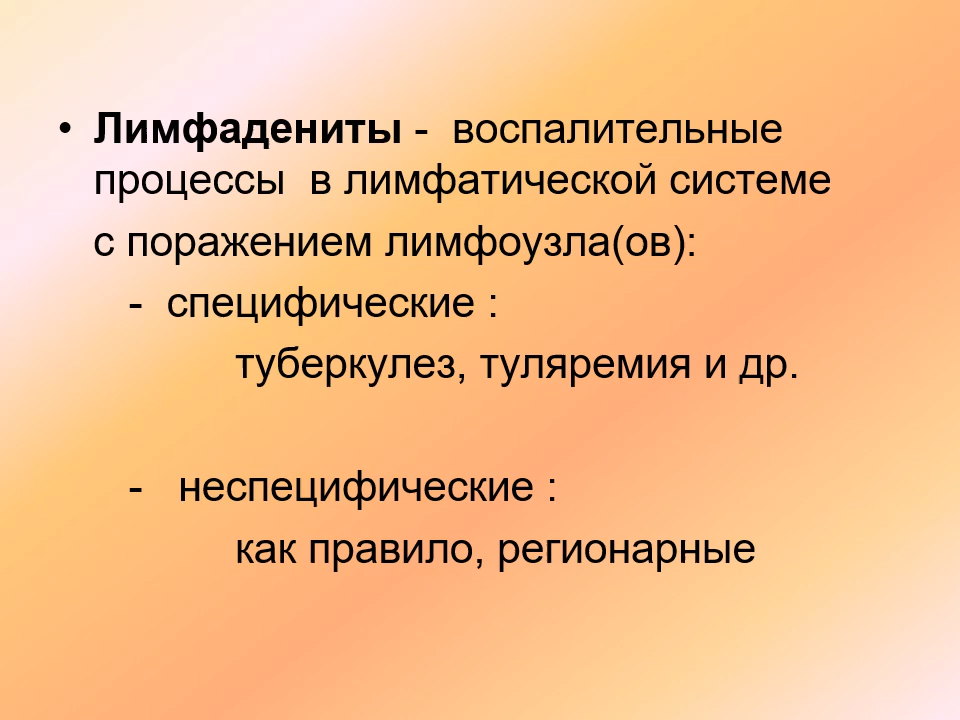 • Лимфадениты - воспалительные
процессы в лимфатической системе
с поражением лимфоузла(ов):
- специфические :
туберкулез, туляремия и др.
- неспецифические :
как правило, регионарные